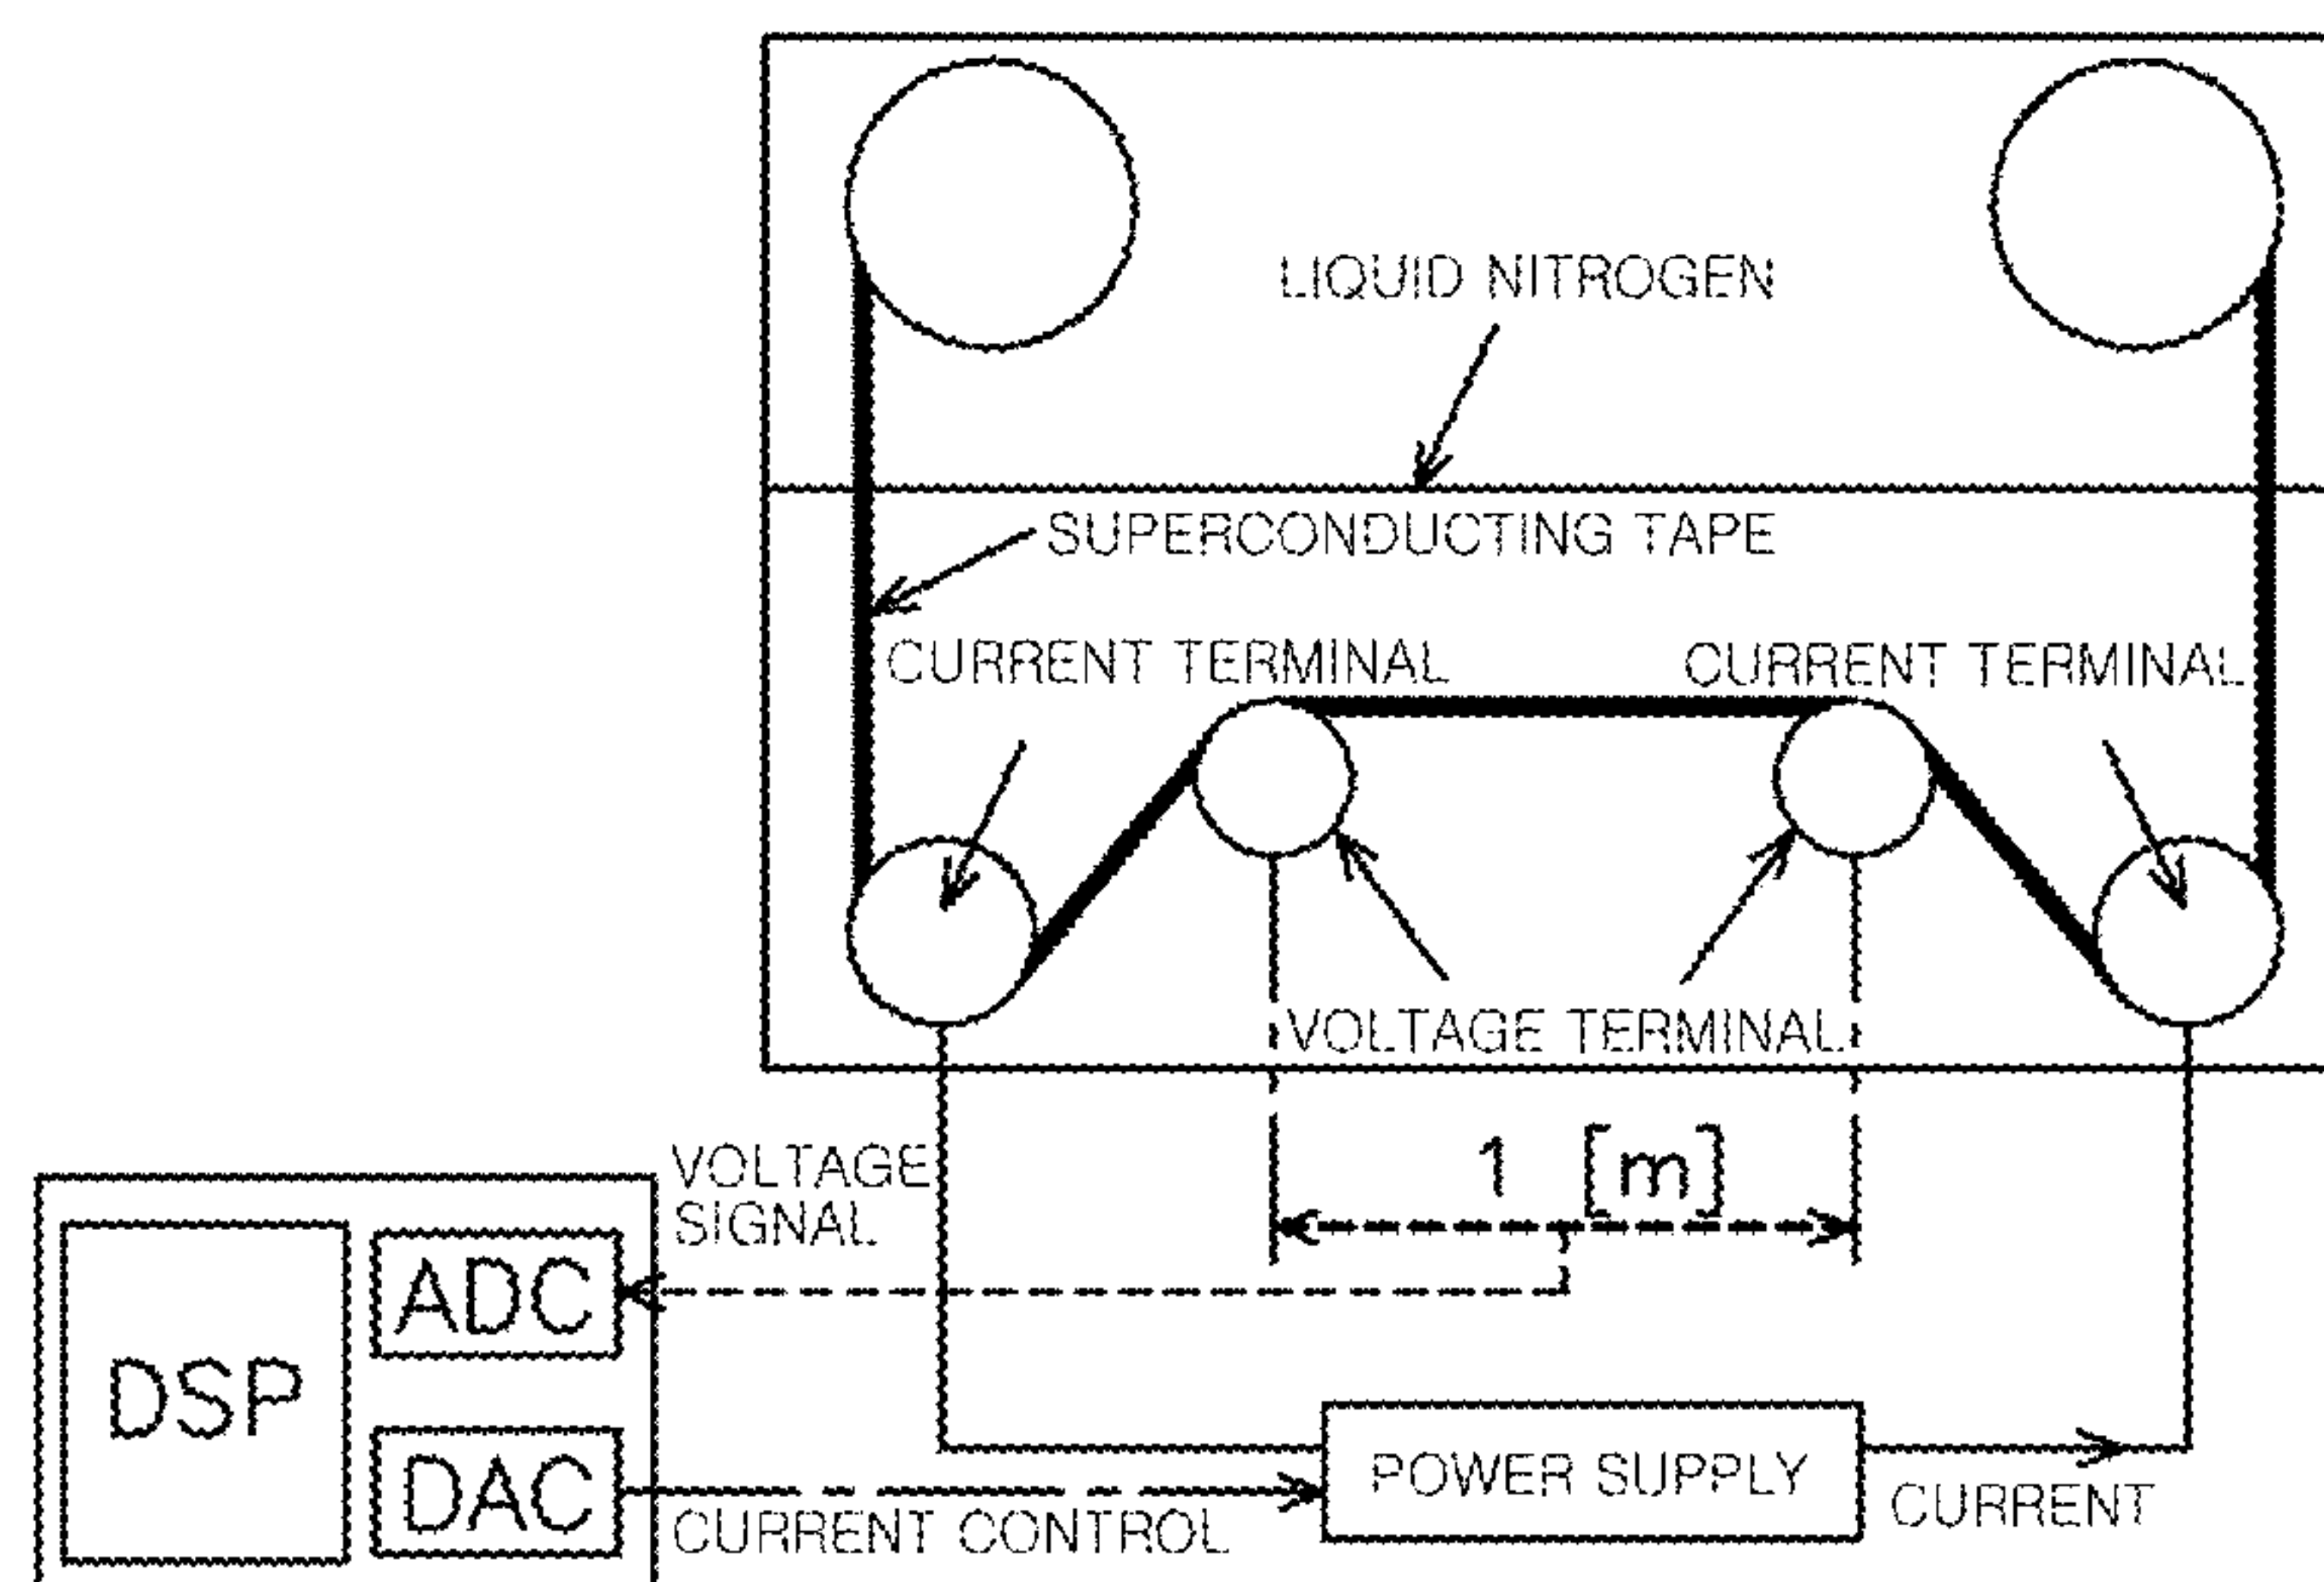 LIQUID NITROGEN
SUPERCONDUCTING TAPE
CURRENT TERMINAL
CURRENT TERMINAL
VOLTAGE TERMINAL
1 [m]
VOLTAGE
SIGNAL
ADC
DSP
DAC
CURRENT CONTROL
POWER SUPPLY
CURRENT